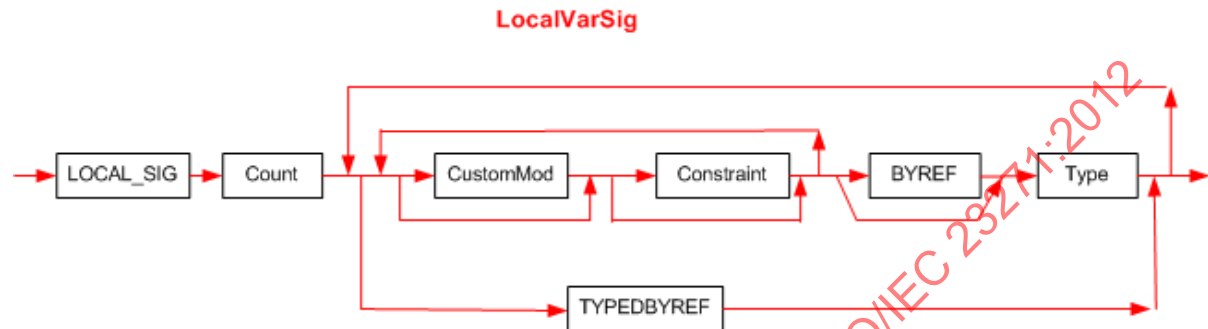 LocalVarSig
LOCAL_SIG
Count
CustomMod
Constraint
BYREF
Type
TYPEDBYREF
/IEC 23271:2012